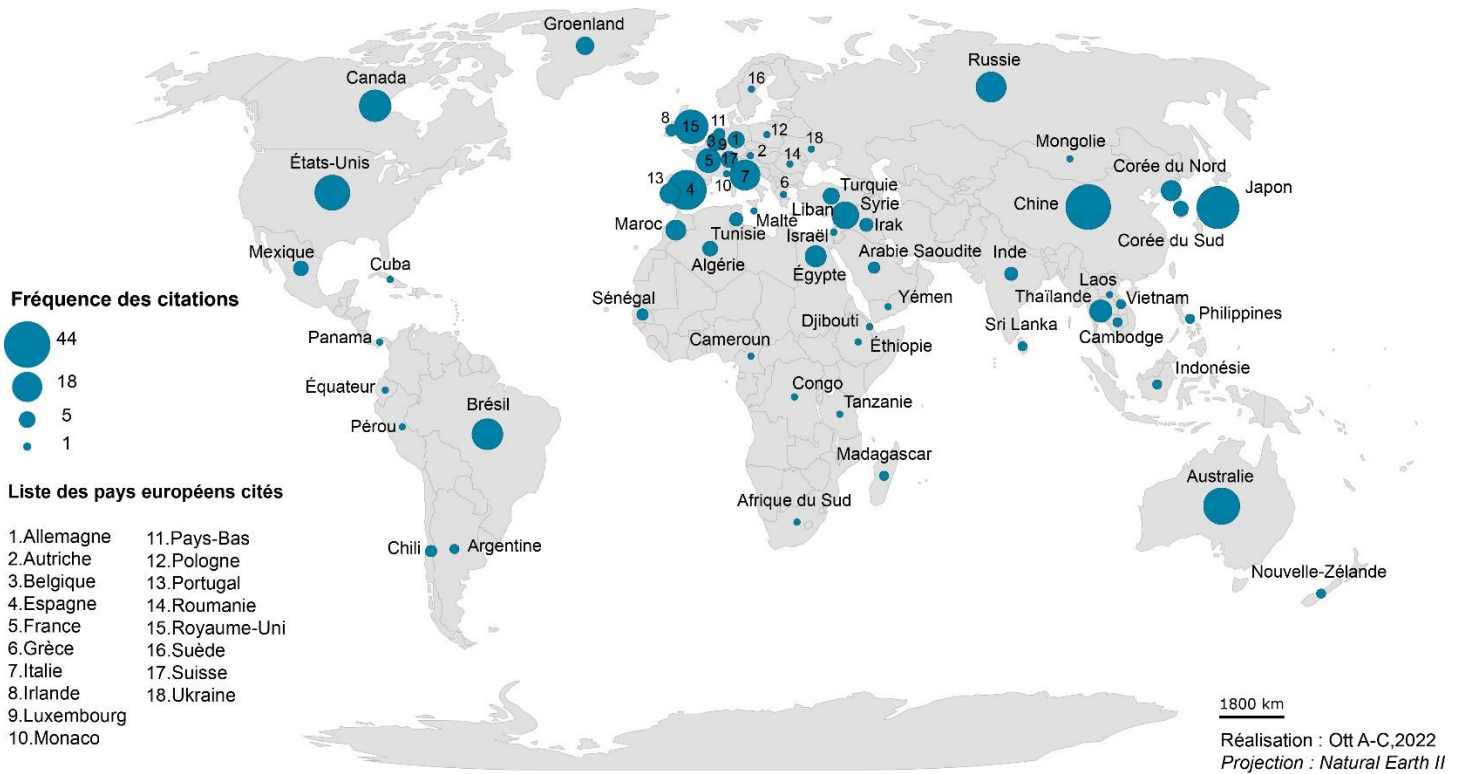 Groenland
Russie
Canada
16
8
15
11
1
12
18
Mongolie
3
9
2
14
États-Unis
5
17
Corée du Nord
7
10
6
13
4
Turquie
Japon
Chine
Liban
Syrie
Malte
Maroc
Tunisie
Israël
Irak
Corée du Sud
Mexique
Cuba
Algérie
Égypte
Arabie Saoudite
Inde
Laos
Sénégal
Yémen
Thaïlande
Vietnam
Djibouti
Sri Lanka
Philippines
Panama
Cameroun
Éthiopie
Cambodge
Équateur
Congo
Indonésie
Brésil
Tanzanie
Pérou
Madagascar
Australie
Afrique du Sud
Chili
Argentine
Nouvelle-Zélande
Fréquence des citations
44
18
5
1
Liste des pays européens cités
1.Allemagne
2.Autriche
3.Belgique
4.Espagne
5.France
6.Grèce
7.Italie
8.Irlande
9.Luxembourg
10.Monaco
11.Pays-Bas
12.Pologne
13.Portugal
14.Roumanie
15.Royaume-Uni
16.Suède
17.Suisse
18.Ukraine
1800 km
Réalisation : Ott A-C,2022
Projection : Natural Earth II